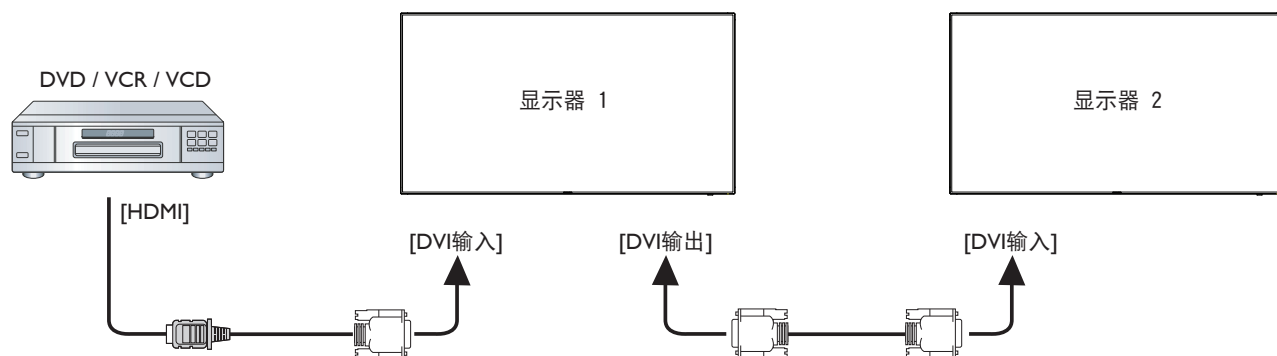 DVD / VCR / VCD
显示器 1
显示器 2
[HDMI]
[DVI输入]
[DVI输出]
[DVI输入]